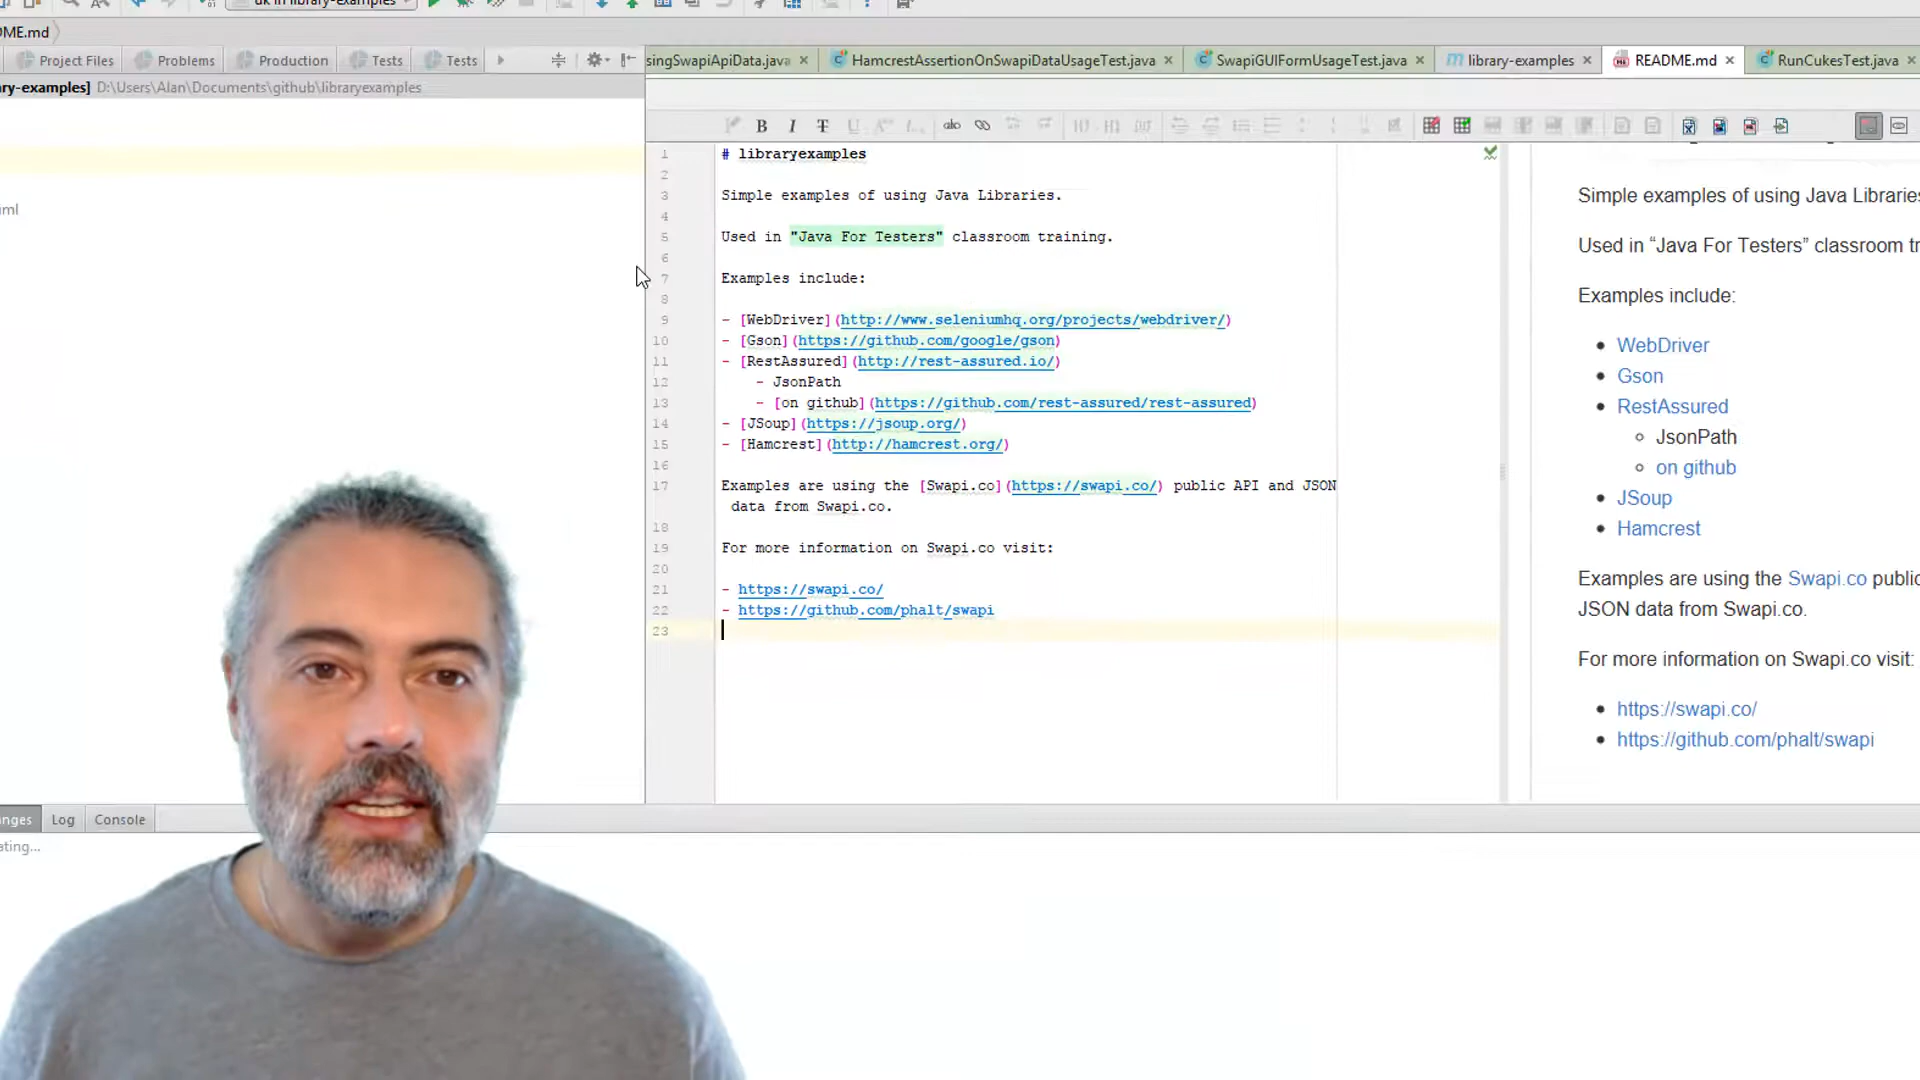 uk in library-examples
ME.md
Project Files
Problems
Production
Tests
Tests
singSwapiApiData.java
HamcrestAssertionOnSwapiDataUsageTest.java
SwapiGUIFormUsageTest.java
library-examples
README.md
RunCukesTest.java
ry-examples] D:\Users\Alan\Documents\github\libraryexamples
iml
1 # libraryexamples
2
3 Simple examples of using Java Libraries.
4
5 Used in "Java For Testers" classroom training.
6
7 Examples include:
8
9 - [WebDriver](http://www.seleniumhq.org/projects/webdriver/)
10 - [Gson](https://github.com/google/gson)
11 - [RestAssured](http://rest-assured.io/)
12 - JsonPath
13 - [on github](https://github.com/rest-assured/rest-assured)
14 - [JSoup](https://jsoup.org/)
15 - [Hamcrest](http://hamcrest.org/)
16
17 Examples are using the [Swapi.co](https://swapi.co/) public API and JSON
data from Swapi.co.
18
19 For more information on Swapi.co visit:
20
21 - https://swapi.co/
22 - https://github.com/phalt/swapi
23
Simple examples of using Java Libraries
Used in “Java For Testers” classroom tr
Examples include:
WebDriver
Gson
RestAssured
JsonPath
on github
JSoup
Hamcrest
Examples are using the Swapi.co public
JSON data from Swapi.co.
For more information on Swapi.co visit:
https://swapi.co/
https://github.com/phalt/swapi
anges
Log
Console
ating...